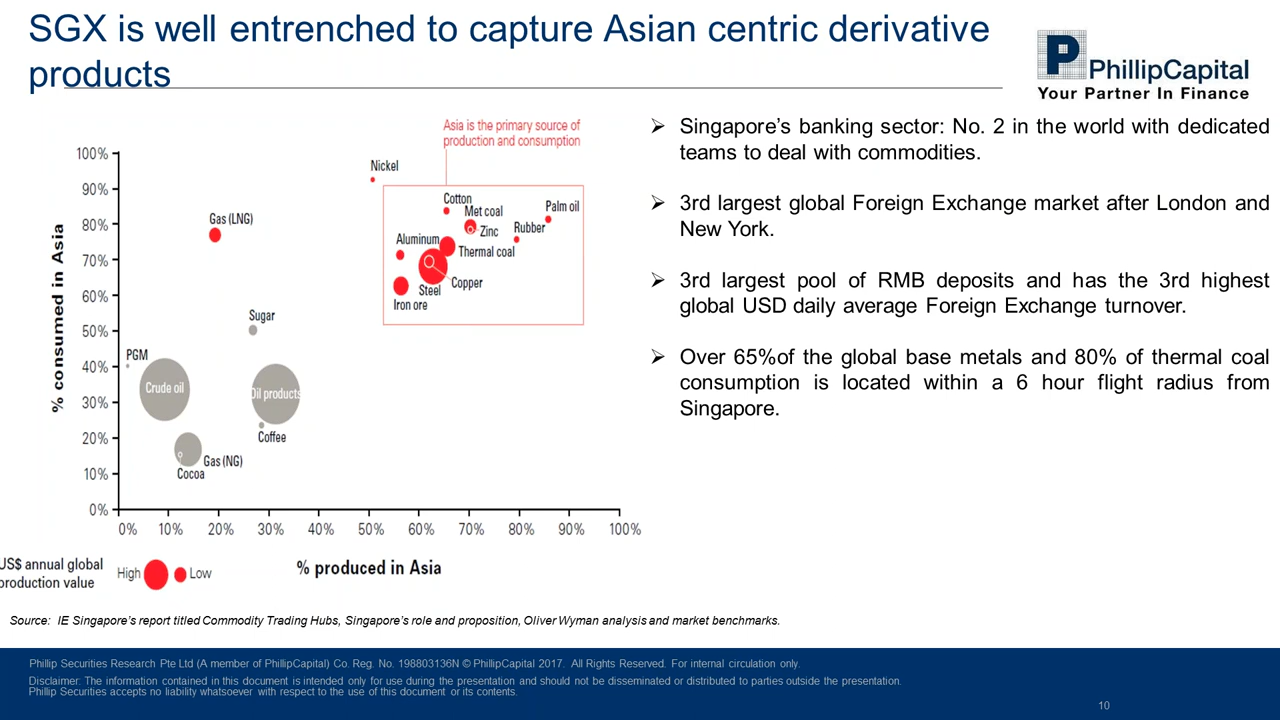 SGX is well entrenched to capture Asian centric derivative
products
PhillipCapital
Your Partner In Finance
Asia is the primary source of
production and consumption
100%
90%
80%
70%
60%
50%
40%
30%
20%
10%
0%
% consumed in Asia
Nickel
Cotton
Met coal
Palm oil
Zinc
Rubber
Aluminum
Thermal coal
Copper
Steel
Iron ore
Gas (LNG)
Sugar
PGM
Crude oil
Oil products
Coffee
Gas (NG)
Cocoa
0% 10% 20% 30% 40% 50% 60% 70% 80% 90% 100%
% produced in Asia
US$ annual global
production value
High Low
➢ Singapore’s banking sector: No. 2 in the world with dedicated
teams to deal with commodities.
➢ 3rd largest global Foreign Exchange market after London and
New York.
➢ 3rd largest pool of RMB deposits and has the 3rd highest
global USD daily average Foreign Exchange turnover.
➢ Over 65%of the global base metals and 80% of thermal coal
consumption is located within a 6 hour flight radius from
Singapore.
Source: IE Singapore’s report titled Commodity Trading Hubs, Singapore’s role and proposition, Oliver Wyman analysis and market benchmarks.
Phillip Securities Research Pte Ltd (A member of PhillipCapital) Co. Reg. No. 198803136N © PhillipCapital 2017. All Rights Reserved. For internal circulation only.
Disclaimer: The information contained in this document is intended only for use during the presentation and should not be disseminated or distributed to parties outside the presentation.
Phillip Securities accepts no liability whatsoever with respect to the use of this document or its contents.
10